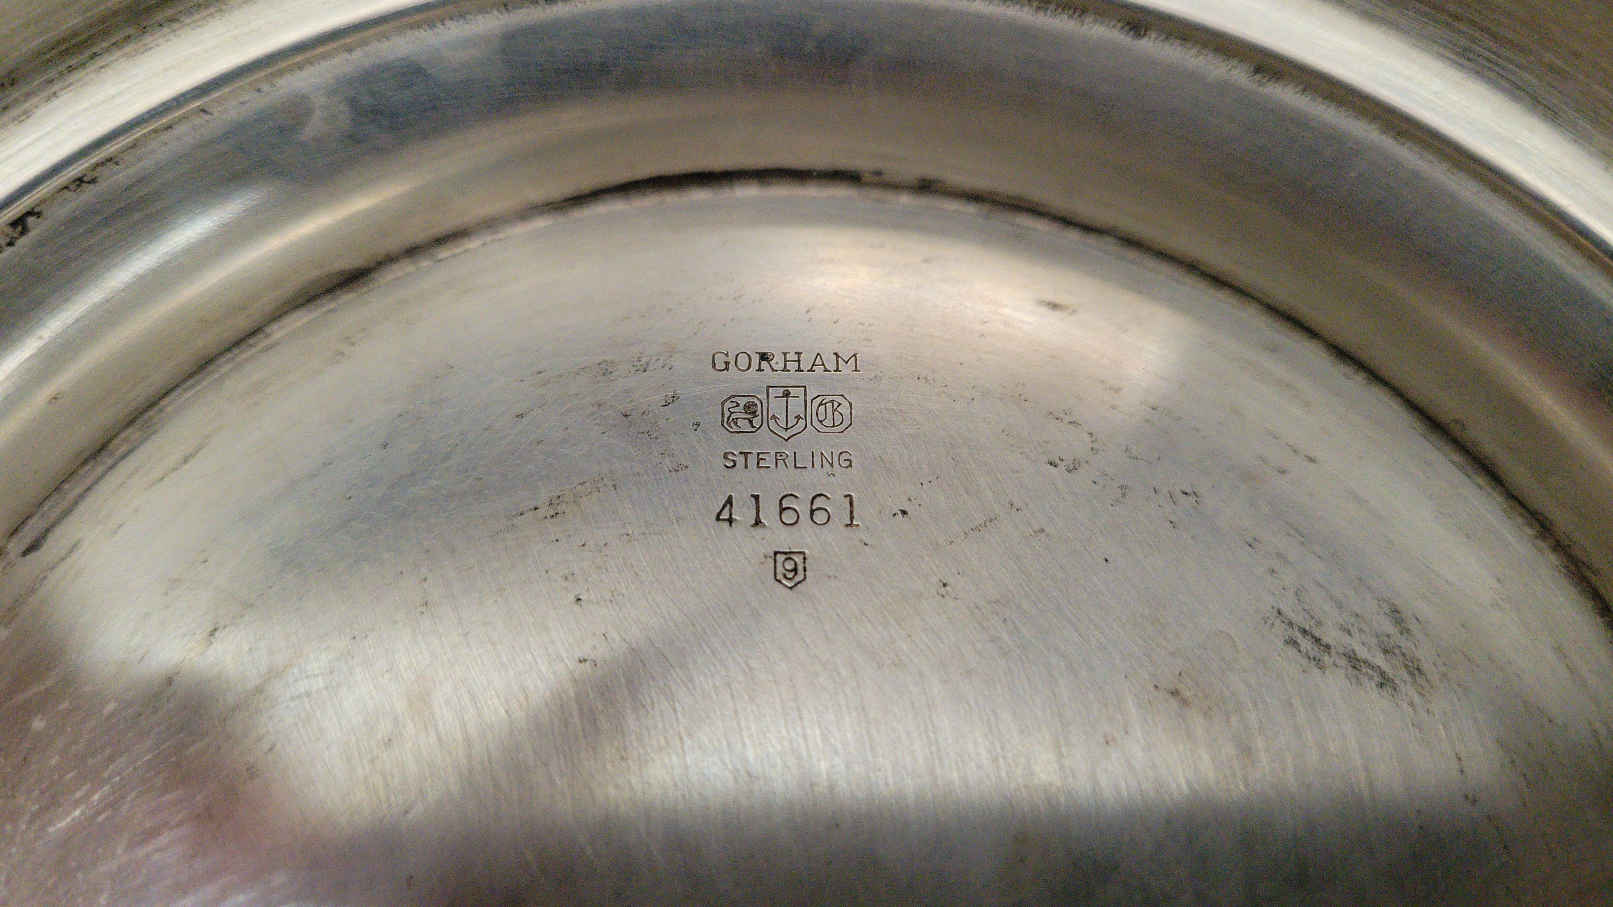 GORHAM
G
STERLING
41661
9